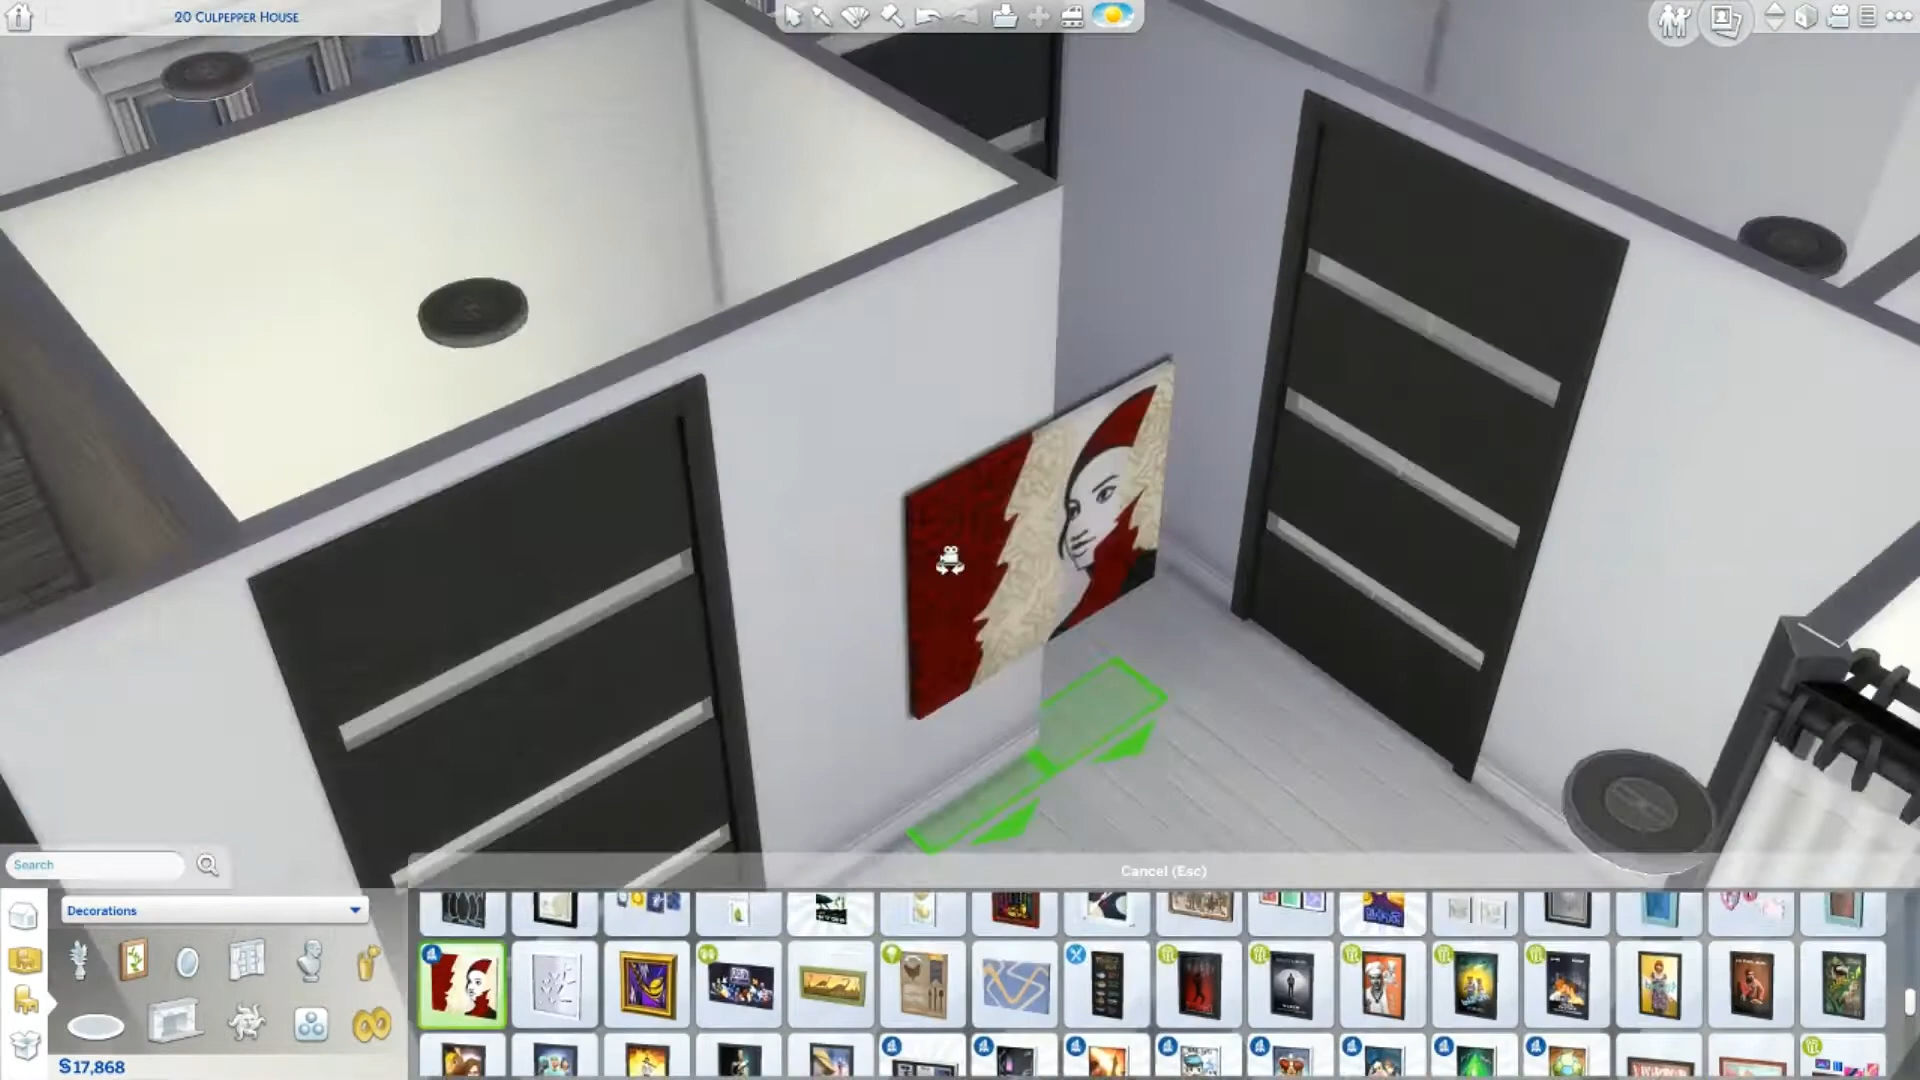 20 Culpepper House
Cancel (Esc)
Search
Decorations
§17,868